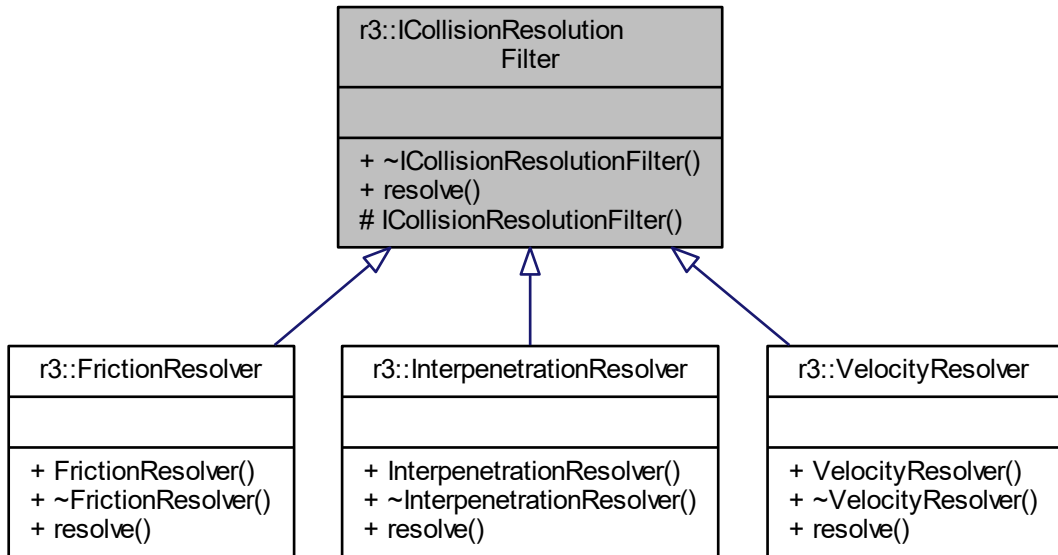 r3::ICollisionResolution
Filter
+ ~ICollisionResolutionFilter()
+ resolve()
# ICollisionResolutionFilter()
r3::FrictionResolver
+ FrictionResolver()
+ ~FrictionResolver()
+ resolve()
r3::InterpenetrationResolver
+ InterpenetrationResolver()
+ ~InterpenetrationResolver()
+ resolve()
r3::VelocityResolver
+ VelocityResolver()
+ ~VelocityResolver()
+ resolve()